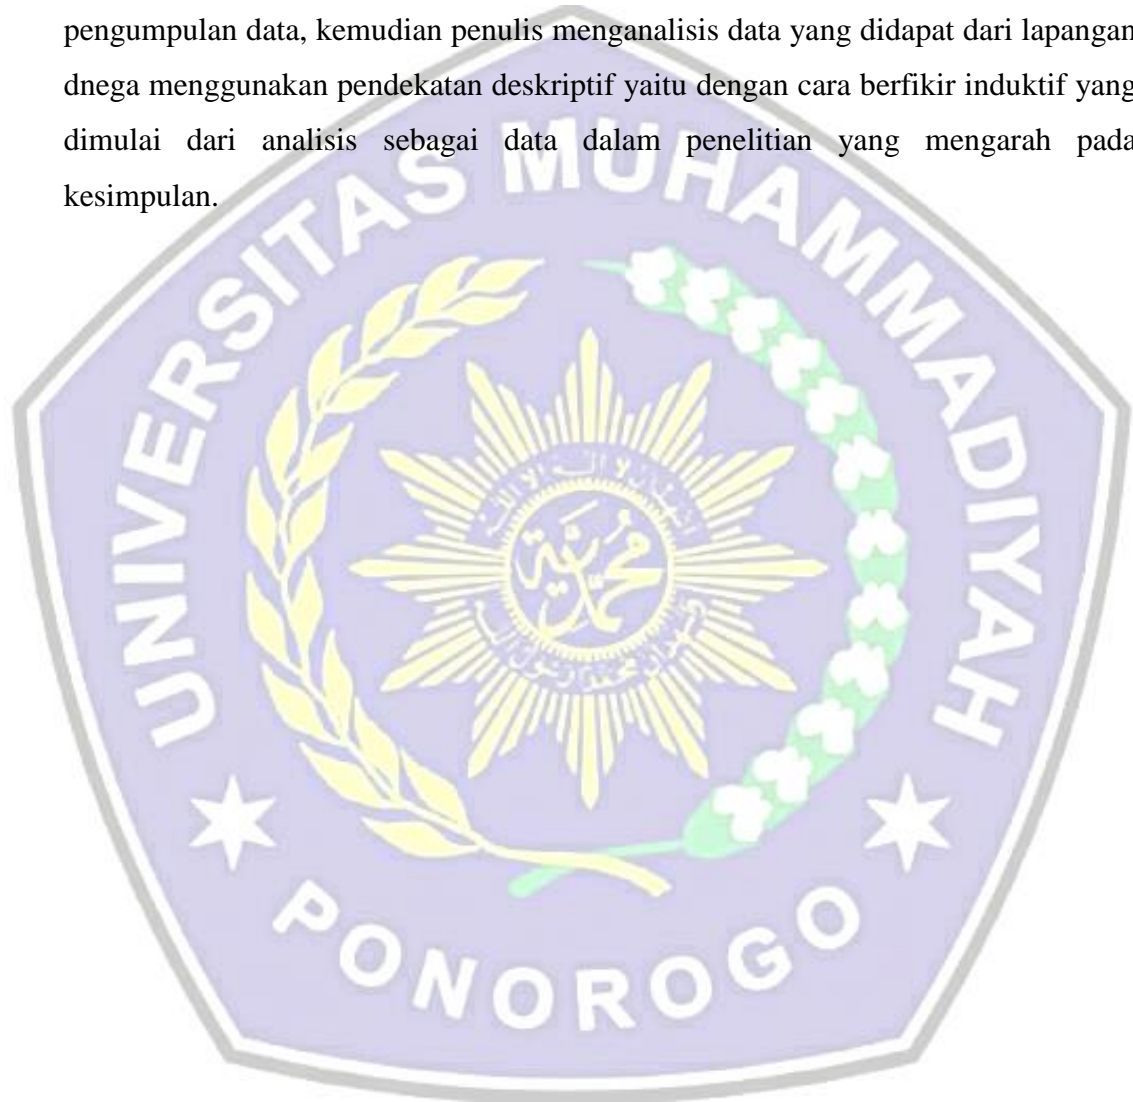 pengumpulan data, kemudian penulis menganalisis data yang didapat dari lapangan
dnega menggunakan pendekatan deskriptif yaitu dengan cara berfikir induktif yang
dimulai dari analisis sebagai data dalam penelitian yang mengarah pada
kesimpulan.
UNIVERSITAS MUHAMMADIYAH
محمدية
PONOROGO